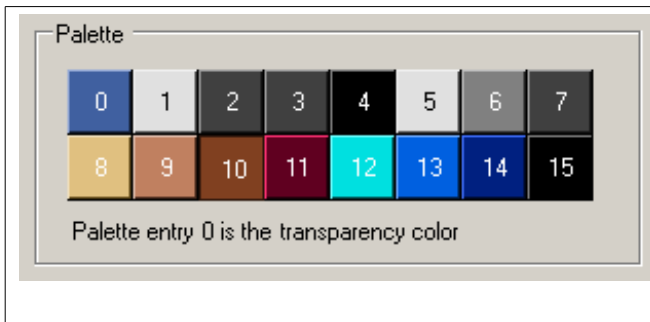 Palette
0 1 2 3 4 5 6 7
8 9 10 11 12 13 14 15
Palette entry 0 is the transparency color